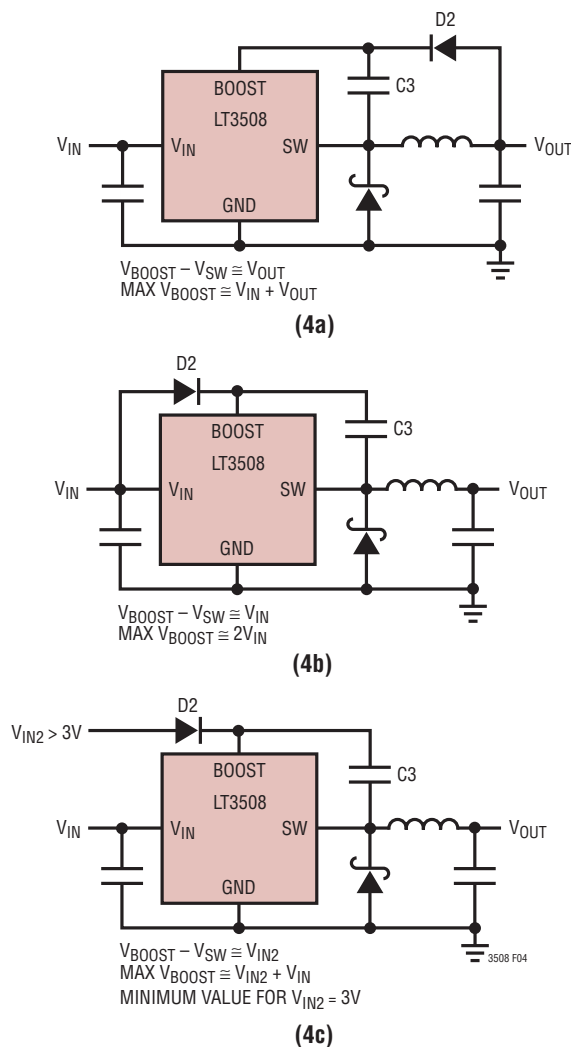 D2
BOOST
C3
LT3508
V_IN
V_IN
SW
V_OUT
GND
V_BOOST – V_SW ≅ V_OUT
MAX V_BOOST ≅ V_IN + V_OUT
(4a)
D2
BOOST
C3
LT3508
V_IN
V_IN
SW
V_OUT
GND
V_BOOST – V_SW ≅ V_IN
MAX V_BOOST ≅ 2V_IN
(4b)
D2
V_IN2 > 3V
BOOST
C3
LT3508
V_IN
V_IN
SW
V_OUT
GND
3508 F04
V_BOOST – V_SW ≅ V_IN2
MAX V_BOOST ≅ V_IN2 + V_IN
MINIMUM VALUE FOR V_IN2 = 3V
(4c)